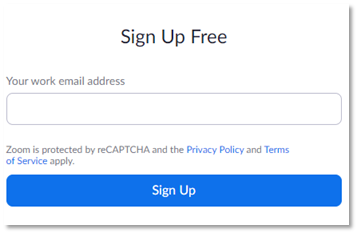 Sign Up Free
Your work email address
Zoom is protected by reCAPTCHA and the Privacy Policy and Terms
of Service apply.
Sign Up